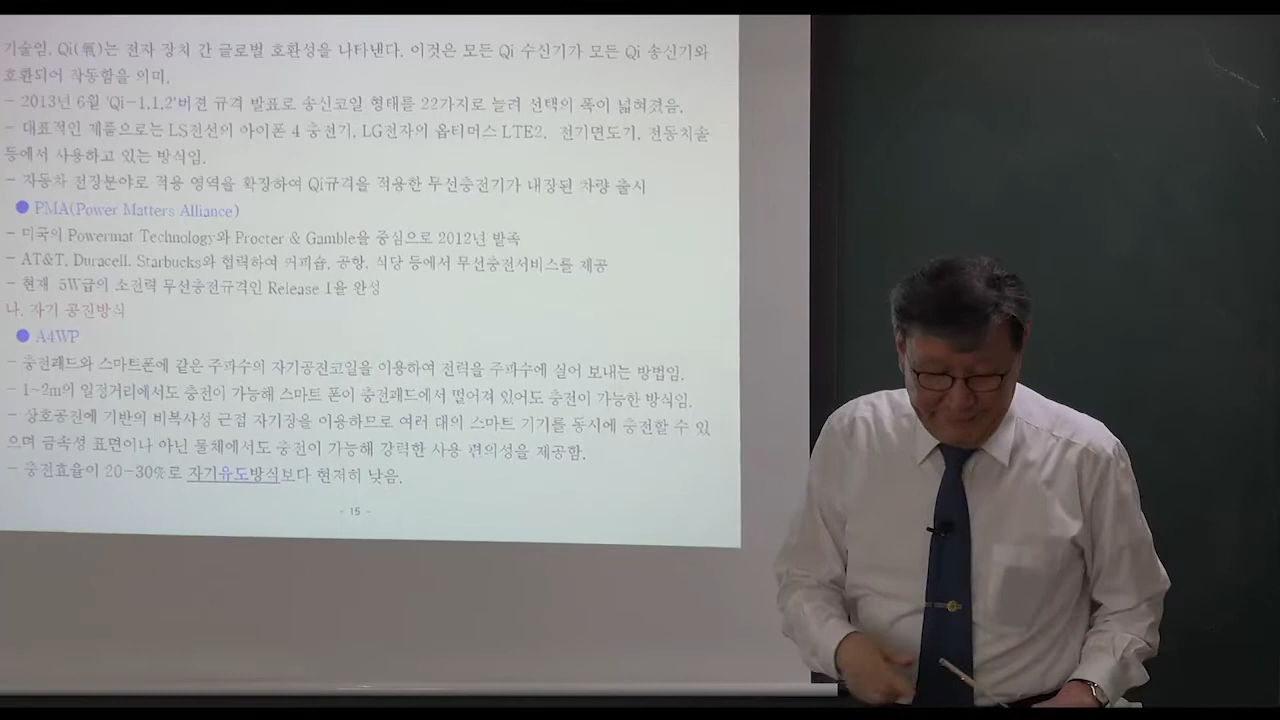 기술임. Qi(氣)는 전자 장치 간 글로벌 호환성을 나타낸다. 이것은 모든 Qi 수신기가 모든 Qi 송신기와
호환되어 작동함을 의미.
- 2013년 6월 'Qi-1.1.2'버젼 규격 발표로 송신코일 형태를 22가지로 늘려 선택의 폭이 넓혀졌음.
- 대표적인 제품으로는 LS전선의 아이폰 4 충전기, LG전자의 옵티머스 LTE2, 전기면도기, 전동치솔
등에서 사용하고 있는 방식임.
- 자동차 전장분야로 적용 영역을 확장하여 Qi규격을 적용한 무선충전기가 내장된 차량 출시
● PMA(Power Matters Alliance)
- 미국의 Powermat Technology와 Procter & Gamble을 중심으로 2012년 발족
- AT&T, Duracell, Starbucks와 협력하여 커피숍, 공항, 식당 등에서 무선충전서비스를 제공
- 현재 5W급의 소전력 무선충전규격인 Release 1을 완성
나. 자기 공진방식
● A4WP
- 충전패드와 스마트폰에 같은 주파수의 자기공진코일을 이용하여 전력을 주파수에 실어 보내는 방법임.
- 1~2m의 일정거리에서도 충전이 가능해 스마트 폰이 충전패드에서 떨어져 있어도 충전이 가능한 방식임.
- 상호공진에 기반의 비복사성 근접 자기장을 이용하므로 여러 대의 스마트 기기를 동시에 충전할 수 있
으며 금속성 표면이나 아닌 물체에서도 충전이 가능해 강력한 사용 편의성을 제공함.
- 충진효율이 20-30%로 자기유도방식보다 현저히 낮음.
- 15 -